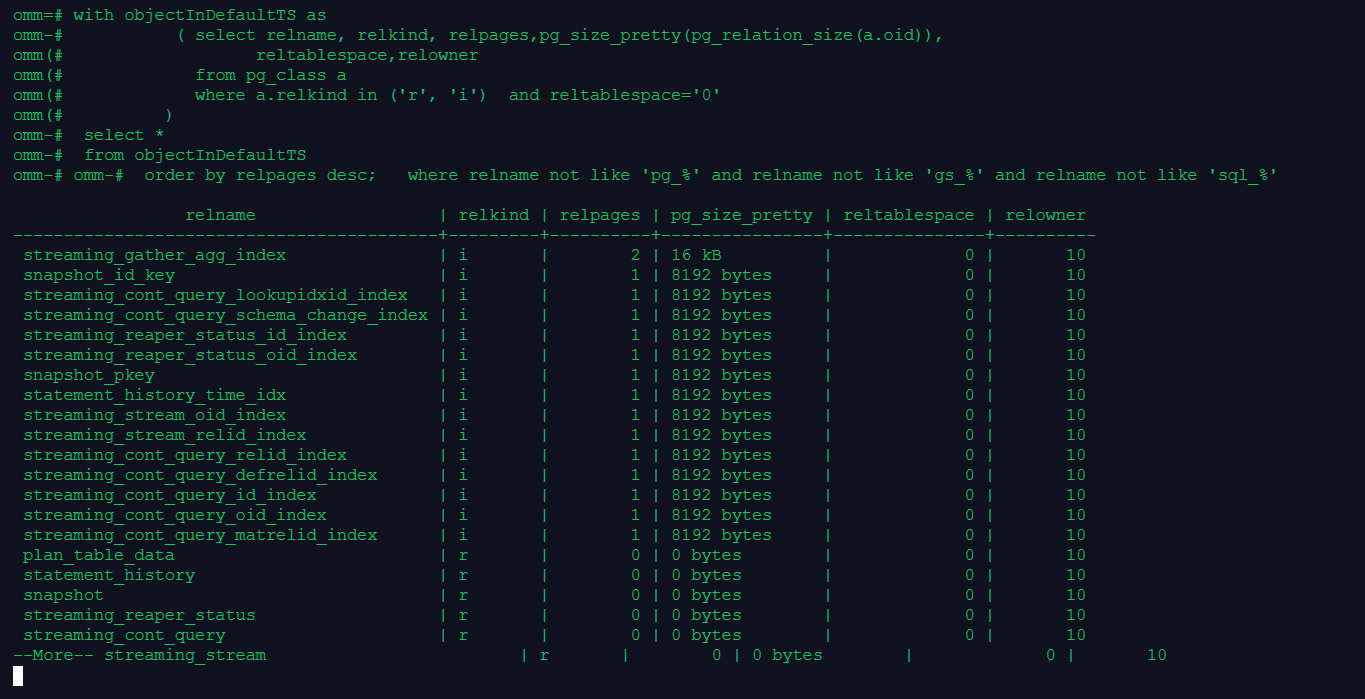 omm=# with objectInDefaultTS as
omm-#           ( select relname, relkind, relpages,pg_size_pretty(pg_relation_size(a.oid)),
omm(#                   reltablespace,relowner
omm(#             from pg_class a
omm(#             where a.relkind in ('r', 'i')  and reltablespace='0'
omm(#          )
omm-#  select *
omm-#  from objectInDefaultTS
omm-# omm-#  order by relpages desc;   where relname not like 'pg_%' and relname not like 'gs_%' and relname not like 'sql_%'
                relname                  | relkind | relpages | pg_size_pretty | reltablespace | relowner
------------------------------------------+---------+----------+----------------+---------------+----------
 streaming_gather_agg_index               | i       |        2 | 16 kB          |             0 |       10
 snapshot_id_key                          | i       |        1 | 8192 bytes     |             0 |       10
 streaming_cont_query_lookupidxid_index   | i       |        1 | 8192 bytes     |             0 |       10
 streaming_cont_query_schema_change_index | i       |        1 | 8192 bytes     |             0 |       10
 streaming_reaper_status_id_index         | i       |        1 | 8192 bytes     |             0 |       10
 streaming_reaper_status_oid_index        | i       |        1 | 8192 bytes     |             0 |       10
 snapshot_pkey                            | i       |        1 | 8192 bytes     |             0 |       10
 statement_history_time_idx               | i       |        1 | 8192 bytes     |             0 |       10
 streaming_stream_oid_index               | i       |        1 | 8192 bytes     |             0 |       10
 streaming_stream_relid_index             | i       |        1 | 8192 bytes     |             0 |       10
 streaming_cont_query_relid_index         | i       |        1 | 8192 bytes     |             0 |       10
 streaming_cont_query_defrelid_index      | i       |        1 | 8192 bytes     |             0 |       10
 streaming_cont_query_id_index            | i       |        1 | 8192 bytes     |             0 |       10
 streaming_cont_query_oid_index           | i       |        1 | 8192 bytes     |             0 |       10
 streaming_cont_query_matrelid_index      | i       |        1 | 8192 bytes     |             0 |       10
 plan_table_data                          | r       |        0 | 0 bytes        |             0 |       10
 statement_history                        | r       |        0 | 0 bytes        |             0 |       10
 snapshot                                 | r       |        0 | 0 bytes        |             0 |       10
 streaming_reaper_status                  | r       |        0 | 0 bytes        |             0 |       10
 streaming_cont_query                     | r       |        0 | 0 bytes        |             0 |       10
--More-- streaming_stream                         | r       |        0 | 0 bytes        |             0 |       10